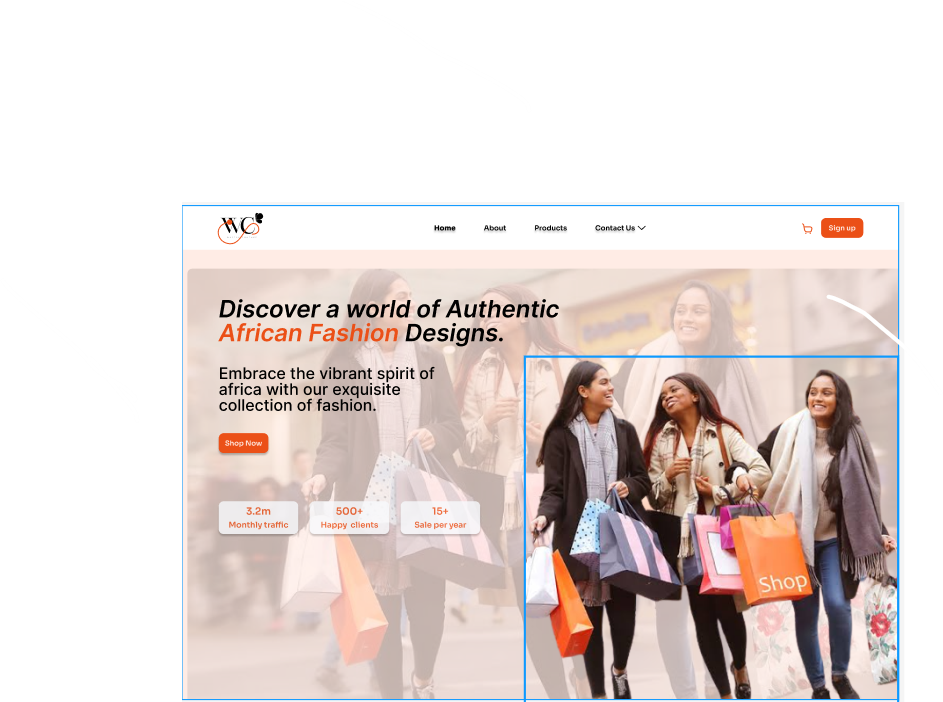 WC
Home About Products Contact Us Sign up
Discover a world of Authentic
African Fashion Designs.
Embrace the vibrant spirit of
africa with our exquisite
collection of fashion.
Shop Now
3.2m 500+ 15+
Monthly traffic Happy clients Sale per year
Shop